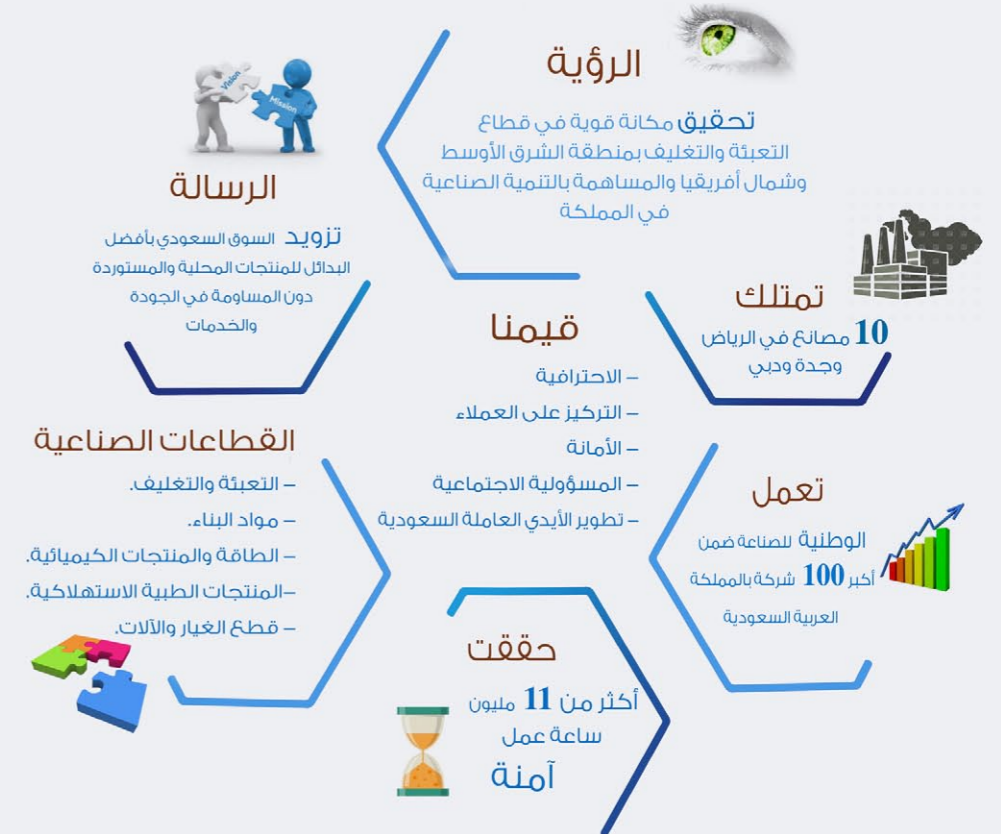 الرؤية
تحقيق مكانة قوية في قطاع
التعبئة والتغليف بمنطقة الشرق الأوسط
وشمال أفريقيا والمساهمة بالتنمية الصناعية
في المملكة
Vision
Mission
الرسالة
تزويد السوق السعودي بأفضل
البدائل للمنتجات المحلية والمستوردة
دون المساومة في الجودة
والخدمات
تمتلك
10 مصانع في الرياض
وجدة ودبي
قيمنا
– الاحترافية
– التركيز على العملاء
– الأمانة
– المسؤولية الاجتماعية
– تطوير الأيدي العاملة السعودية
القطاعات الصناعية
– التعبئة والتغليف.
– مواد البناء.
– الطاقة والمنتجات الكيميائية.
–المنتجات الطبية الاستهلاكية.
– قطع الغيار والآلات.
تعمل
الوطنية للصناعة ضمن
أكبر 100 شركة بالمملكة
العربية السعودية
حققت
أكثر من 11 مليون
ساعة عمل
آمنة